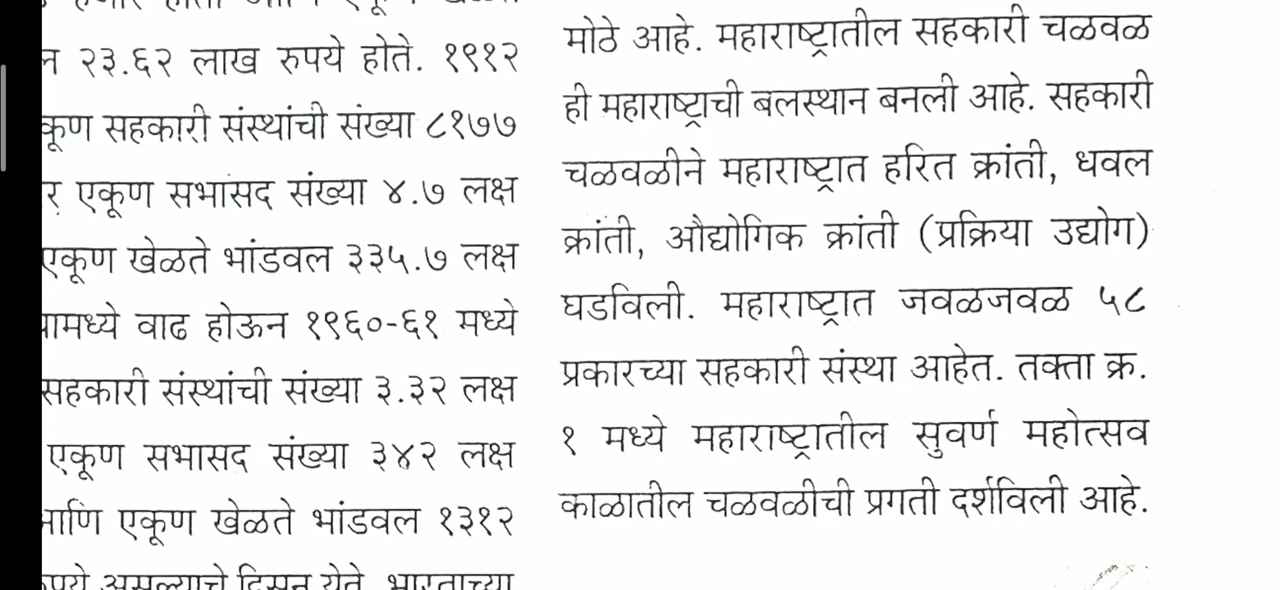 २३.६२ लाख रुपये होते. १९१२
सहकारी संस्थांची संख्या ८१७७
एकूण सभासद संख्या ४.७ लक्ष
एकूण खेळते भांडवल ३३५.७ लक्ष
वाढ होऊन १९६०-६१ मध्ये
सहकारी संस्थांची संख्या ३.३२ लक्ष
एकूण सभासद संख्या ३४२ लक्ष
एकूण खेळते भांडवल १३१२
मोठे आहे. महाराष्ट्रातील सहकारी चळवळ
ही महाराष्ट्राची बलस्थान बनली आहे. सहकारी
चळवळीने महाराष्ट्रात हरित क्रांती, धवल
क्रांती, औद्योगिक क्रांती (प्रक्रिया उद्योग)
घडविली. महाराष्ट्रात जवळजवळ ५८
प्रकारच्या सहकारी संस्था आहेत. तक्ता क्र.
१ मध्ये महाराष्ट्रातील सुवर्ण महोत्सव
काळातील चळवळीची प्रगती दर्शविली आहे.